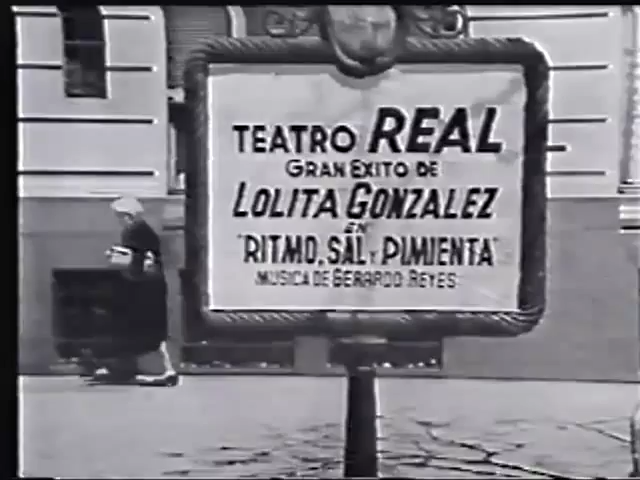 TEATRO REAL
GRAN EXITO DE
LOLITA GONZALEZ
EN
"RITMO, SAL Y PIMIENTA"
MUSICA DE GERARDO REYES